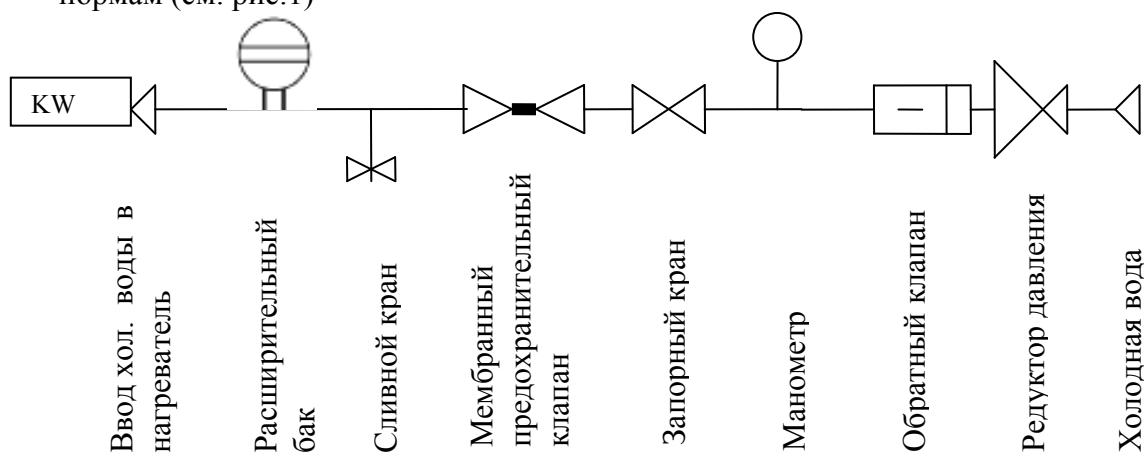 нормам (см. рис.1)
KW
Ввод хол. воды в
нагреватель
Расширительный
бак
Сливной кран
Мембранный
предохранительный
клапан
Запорный кран
Манометр
Обратный клапан
Редуктор давления
Холодная вода